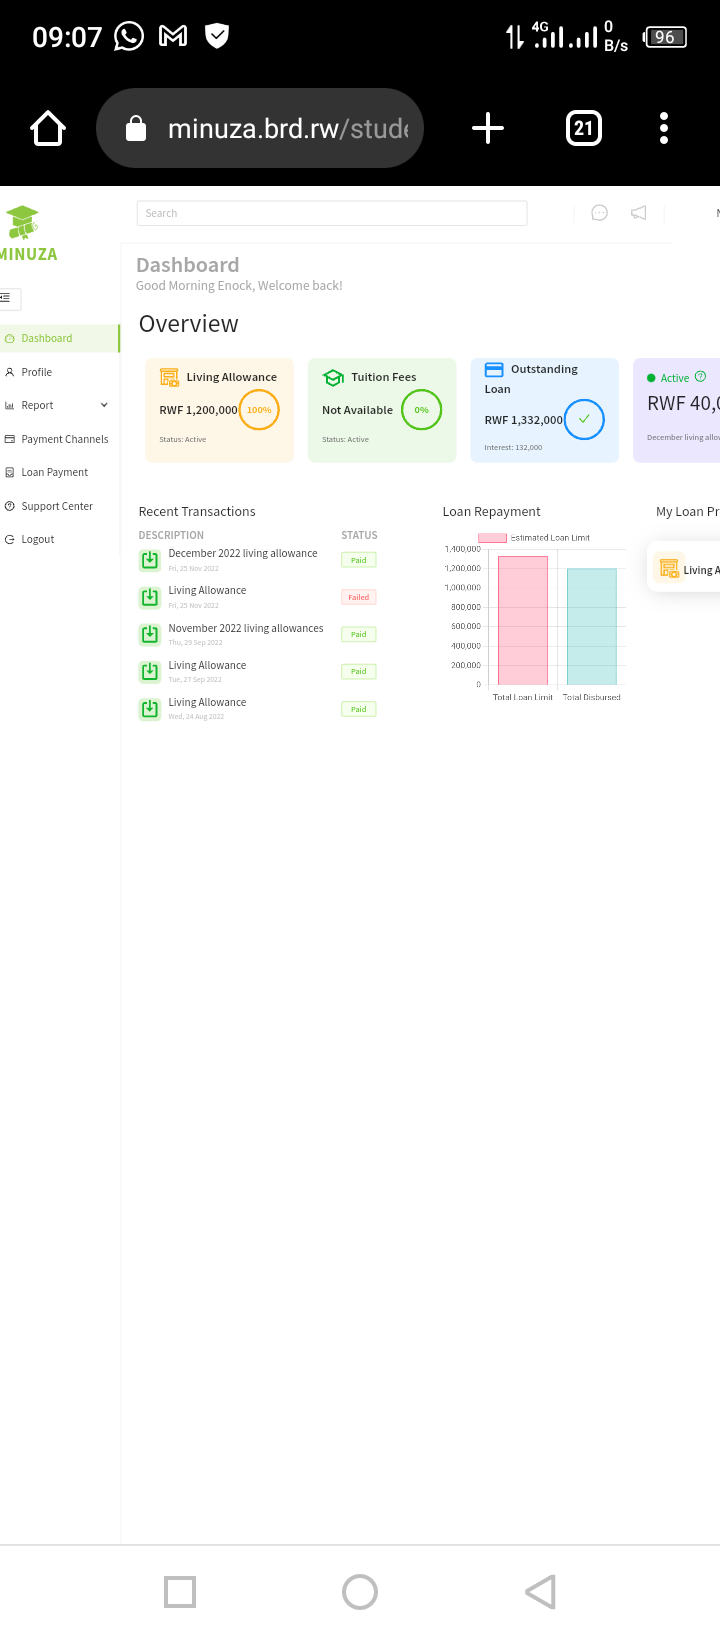 09:07
4G
0
B/s
96
minuza.brd.rw/stude
21
MINUZA
Search
Dashboard
Good Morning Enock, Welcome back!
Overview
Dashboard
Profile
Report
Payment Channels
Loan Payment
Support Center
Logout
Living Allowance
RWF 1,200,000
100%
Status: Active
Tuition Fees
Not Available
0%
Status: Active
Outstanding
Loan
RWF 1,332,000
Interest: 132,000
Active
RWF 40,0
December living allow
Recent Transactions
DESCRIPTION STATUS
December 2022 living allowance
Fri, 25 Nov 2022
Paid
Living Allowance
Fri, 25 Nov 2022
Failed
November 2022 living allowances
Thu, 29 Sep 2022
Paid
Living Allowance
Tue, 27 Sep 2022
Paid
Living Allowance
Wed, 24 Aug 2022
Paid
Loan Repayment
Estimated Loan Limit
1,400,000
1,200,000
1,000,000
800,000
600,000
400,000
200,000
0
Total Loan Limit Total Disbursed
My Loan Pr
Living A